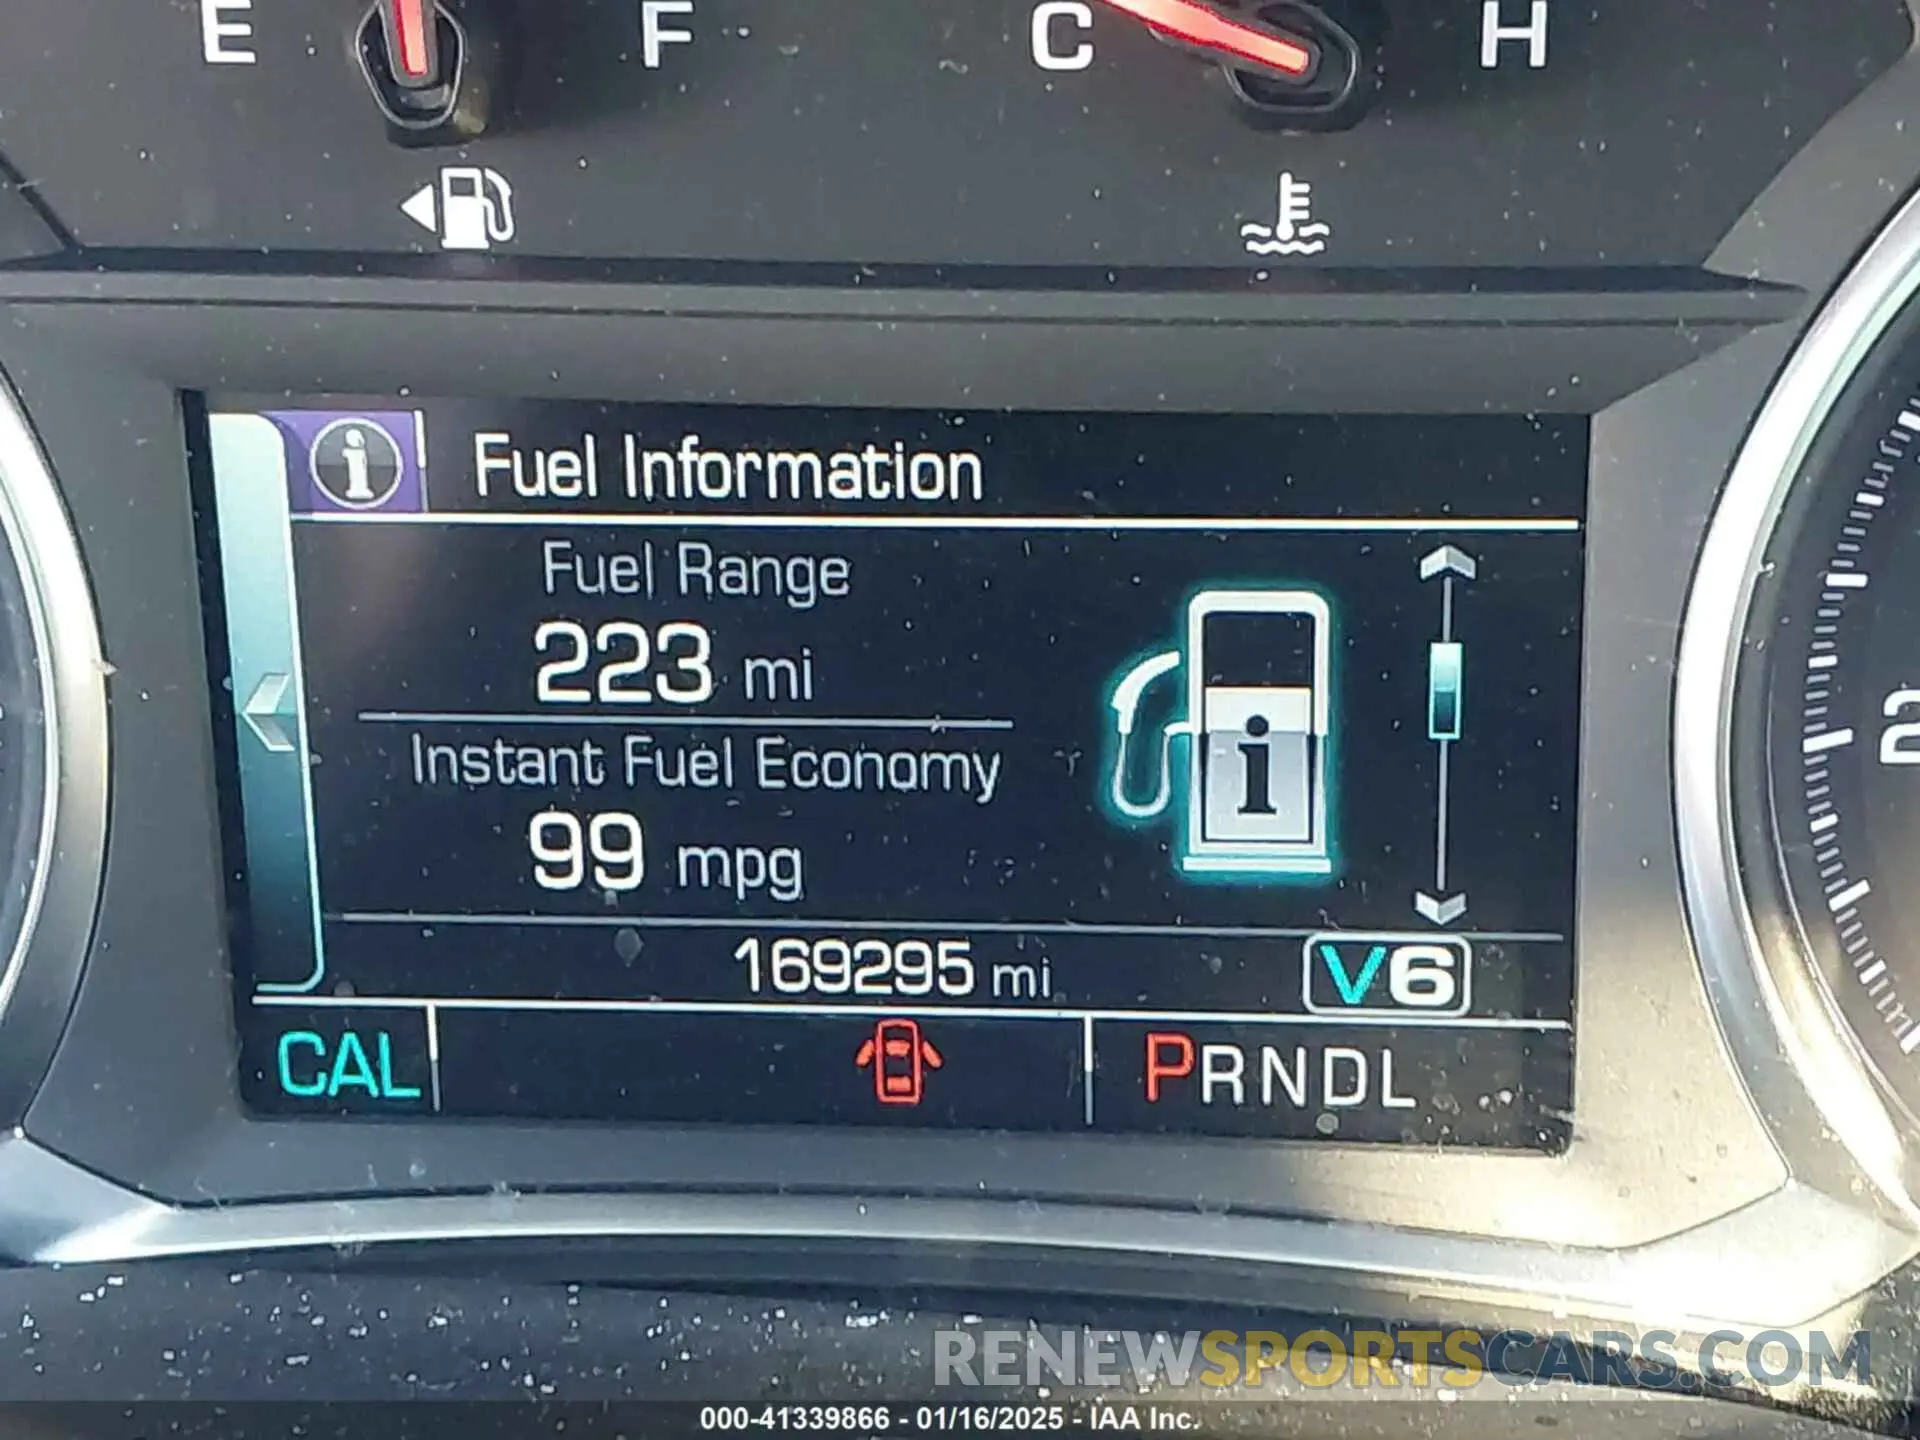 E F C H
Fuel Information
Fuel Range
223 mi
Instant Fuel Economy
99 mpg
169295 mi V6
CAL PRNDL
2
RENEWSPORTSCARS.COM
000-41339866 - 01/16/2025 - IAA Inc.